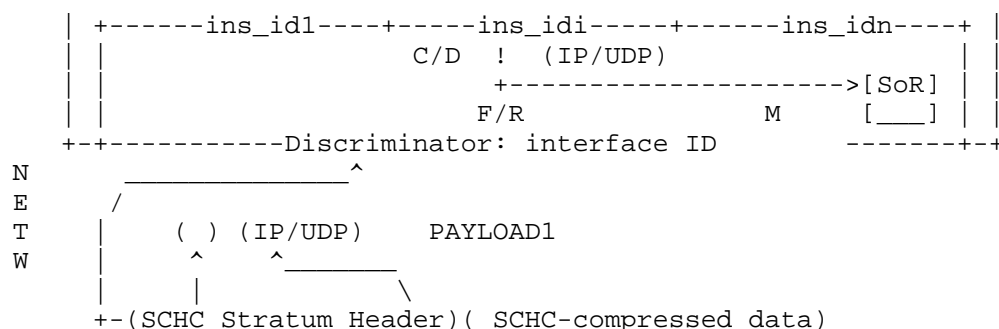 | +------ins_id1----+-----ins_idi-----+------ins_idn----+ |
| |                   C/D  !  (IP/UDP)                  | |
| |                        +--------------------->[SoR] | |
| |                       F/R               M     [___] | |
+-+-----------Discriminator: interface ID        -------+-+
N      ______________^
E     /
T    |    ( ) (IP/UDP)    PAYLOAD1
W    |     ^    ^_______
|     |            \
+-(SCHC Stratum Header)( SCHC-compressed data)